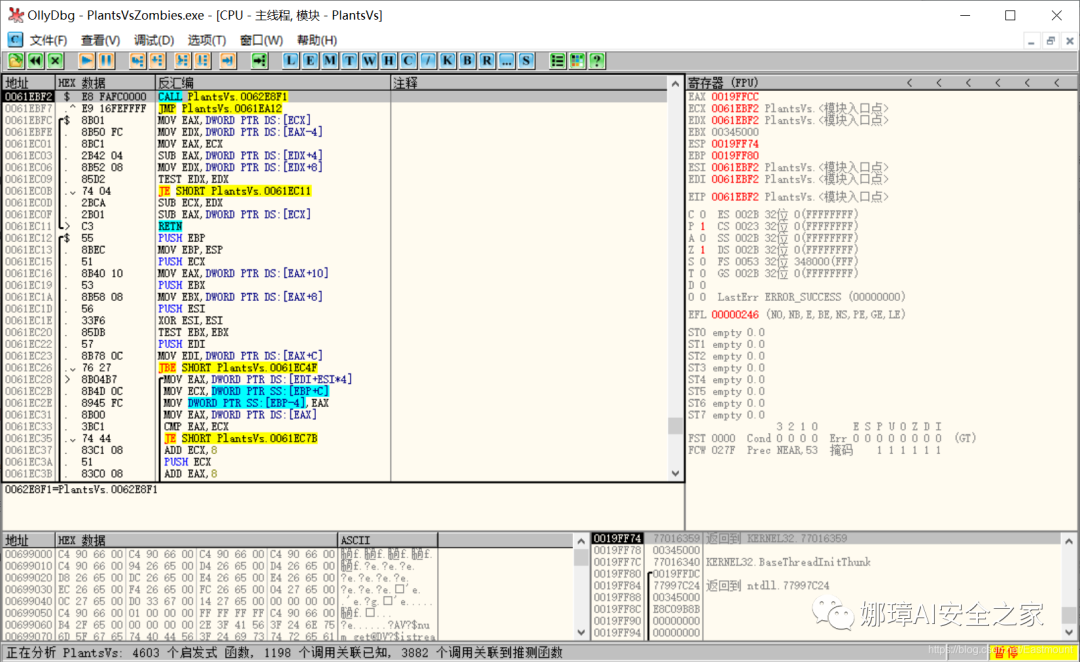 OllyDbg - PlantsVsZombies.exe - [CPU - 主线程, 模块 - PlantsVs]
C 文件(F) 查看(V) 调试(D) 选项(T) 窗口(W) 帮助(H)
L E M T W H C / K B R ... S ?
地址 HEX 数据 反汇编 注释
0061EBF2 $ E8 FAFC0000 CALL PlantsVs.0062E8F1
0061EBF7 .^ E9 16FEFFFF JMP PlantsVs.0061EA12
0061EBFC $ 8B01 MOV EAX,DWORD PTR DS:[ECX]
0061EBFE . 8B50 FC MOV EDX,DWORD PTR DS:[EAX-4]
0061EC01 . 8BC1 MOV EAX,ECX
0061EC03 . 2B42 04 SUB EAX,DWORD PTR DS:[EDX+4]
0061EC06 . 8B52 08 MOV EDX,DWORD PTR DS:[EDX+8]
0061EC09 . 85D2 TEST EDX,EDX
0061EC0B .v 74 04 JE SHORT PlantsVs.0061EC11
0061EC0D . 2BCA SUB ECX,EDX
0061EC0F . 2B01 SUB EAX,DWORD PTR DS:[ECX]
0061EC11 > C3 RETN
0061EC12 $ 55 PUSH EBP
0061EC13 . 8BEC MOV EBP,ESP
0061EC15 . 51 PUSH ECX
0061EC16 . 8B40 10 MOV EAX,DWORD PTR DS:[EAX+10]
0061EC19 . 53 PUSH EBX
0061EC1A . 8B58 08 MOV EBX,DWORD PTR DS:[EAX+8]
0061EC1D . 56 PUSH ESI
0061EC1E . 33F6 XOR ESI,ESI
0061EC20 . 85DB TEST EBX,EBX
0061EC22 . 57 PUSH EDI
0061EC23 . 8B78 0C MOV EDI,DWORD PTR DS:[EAX+C]
0061EC26 .v 76 27 JBE SHORT PlantsVs.0061EC4F
0061EC28 > 8B04B7 MOV EAX,DWORD PTR DS:[EDI+ESI*4]
0061EC2B . 8B4D 0C MOV ECX,DWORD PTR SS:[EBP+C]
0061EC2E . 8945 FC MOV DWORD PTR SS:[EBP-4],EAX
0061EC31 . 8B00 MOV EAX,DWORD PTR DS:[EAX]
0061EC33 . 3BC1 CMP EAX,ECX
0061EC35 .v 74 44 JE SHORT PlantsVs.0061EC7B
0061EC37 . 83C1 08 ADD ECX,8
0061EC3A . 51 PUSH ECX
0061EC3B . 83C0 08 ADD EAX,8
0062E8F1=PlantsVs.0062E8F1
寄存器 (FPU) < < < < < <
EAX 0019FFCC
ECX 0061EBF2 PlantsVs.<模块入口点>
EDX 0061EBF2 PlantsVs.<模块入口点>
EBX 00345000
ESP 0019FF74
EBP 0019FF80
ESI 0061EBF2 PlantsVs.<模块入口点>
EDI 0061EBF2 PlantsVs.<模块入口点>
EIP 0061EBF2 PlantsVs.<模块入口点>
C 0 ES 002B 32位 0(FFFFFFFF)
P 1 CS 0023 32位 0(FFFFFFFF)
A 0 SS 002B 32位 0(FFFFFFFF)
Z 1 DS 002B 32位 0(FFFFFFFF)
S 0 FS 0053 32位 348000(FFF)
T 0 GS 002B 32位 0(FFFFFFFF)
D 0
O 0 LastErr ERROR_SUCCESS (00000000)
EFL 00000246 (NO,NB,E,BE,NS,PE,GE,LE)
ST0 empty 0.0
ST1 empty 0.0
ST2 empty 0.0
ST3 empty 0.0
ST4 empty 0.0
ST5 empty 0.0
ST6 empty 0.0
ST7 empty 0.0
3 2 1 0 E S P U O Z D I
FST 0000 Cond 0 0 0 0 Err 0 0 0 0 0 0 0 0 (GT)
FCW 027F Prec NEAR,53 掩码 1 1 1 1 1 1
地址 HEX 数据 ASCII
00699000 C4 90 66 00 C4 90 66 00 C4 90 66 00 C4 90 66 00
00699010 C4 90 66 00 94 26 65 00 D4 26 65 00 D4 26 65 00
00699020 D8 26 65 00 DC 26 65 00 E4 26 65 00 E4 26 65 00 ?e.?e.?e.?e.
00699030 EC 26 65 00 F4 26 65 00 FC 26 65 00 04 27 65 00
00699040 0C 27 65 00 D0 33 67 00 14 27 65 00 00 00 00 00
00699050 C4 90 66 00 01 00 00 00 FF FF FF FF C4 90 66 00
00699060 B4 2F 65 00 00 00 00 00 2E 3F 41 56 3F 24 6E 75 ?e.....?AV?$nu
00699070 6D 5F 67 65 74 40 44 56 3F 24 69 73 74 72 65 61 m_get@DV?$istrea
0019FF74 77016359 返回到 KERNEL32.77016359
0019FF78 00345000
0019FF7C 77016340 KERNEL32.BaseThreadInitThunk
0019FF80 0019FFDC
0019FF84 77997C24 返回到 ntdll.77997C24
0019FF88 00345000
0019FF8C E8C09B8B
0019FF90 00000000
0019FF94 00000000
娜璋AI安全之家
正在分析 PlantsVs: 4603 个启发式 函数, 1198 个调用关联已知, 3882 个调用关联到推测函数 暂停